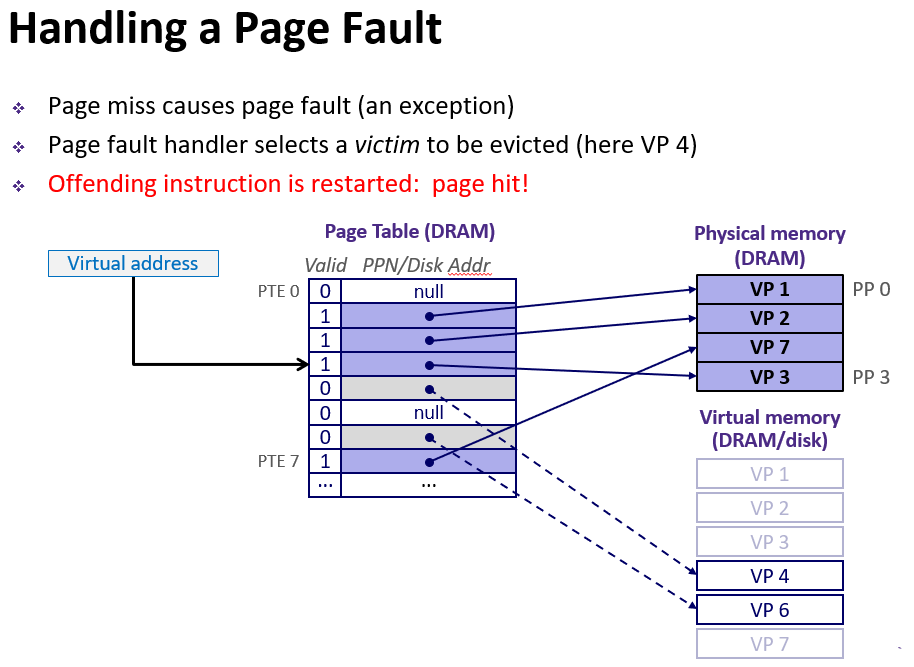 Handling a Page Fault
Page miss causes page fault (an exception)
Page fault handler selects a victim to be evicted (here VP 4)
Offending instruction is restarted:  page hit!
Virtual address
Page Table (DRAM)
Valid PPN/Disk Addr
PTE 0 0 null
1
1
1
0
0 null
0
PTE 7 1
... ...
Physical memory
(DRAM)
VP 1 PP 0
VP 2
VP 7
VP 3 PP 3
Virtual memory
(DRAM/disk)
VP 1
VP 2
VP 3
VP 4
VP 6
VP 7
`